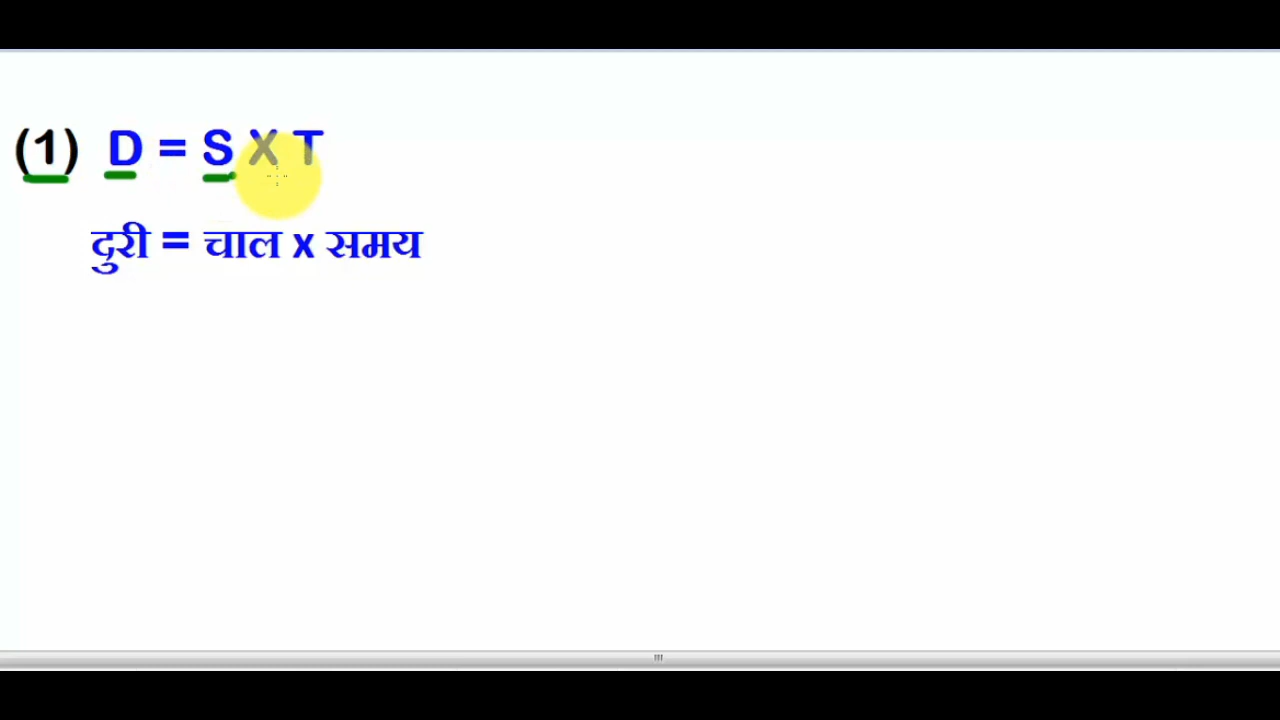 (1) D = S X T
दुरी = चाल x समय